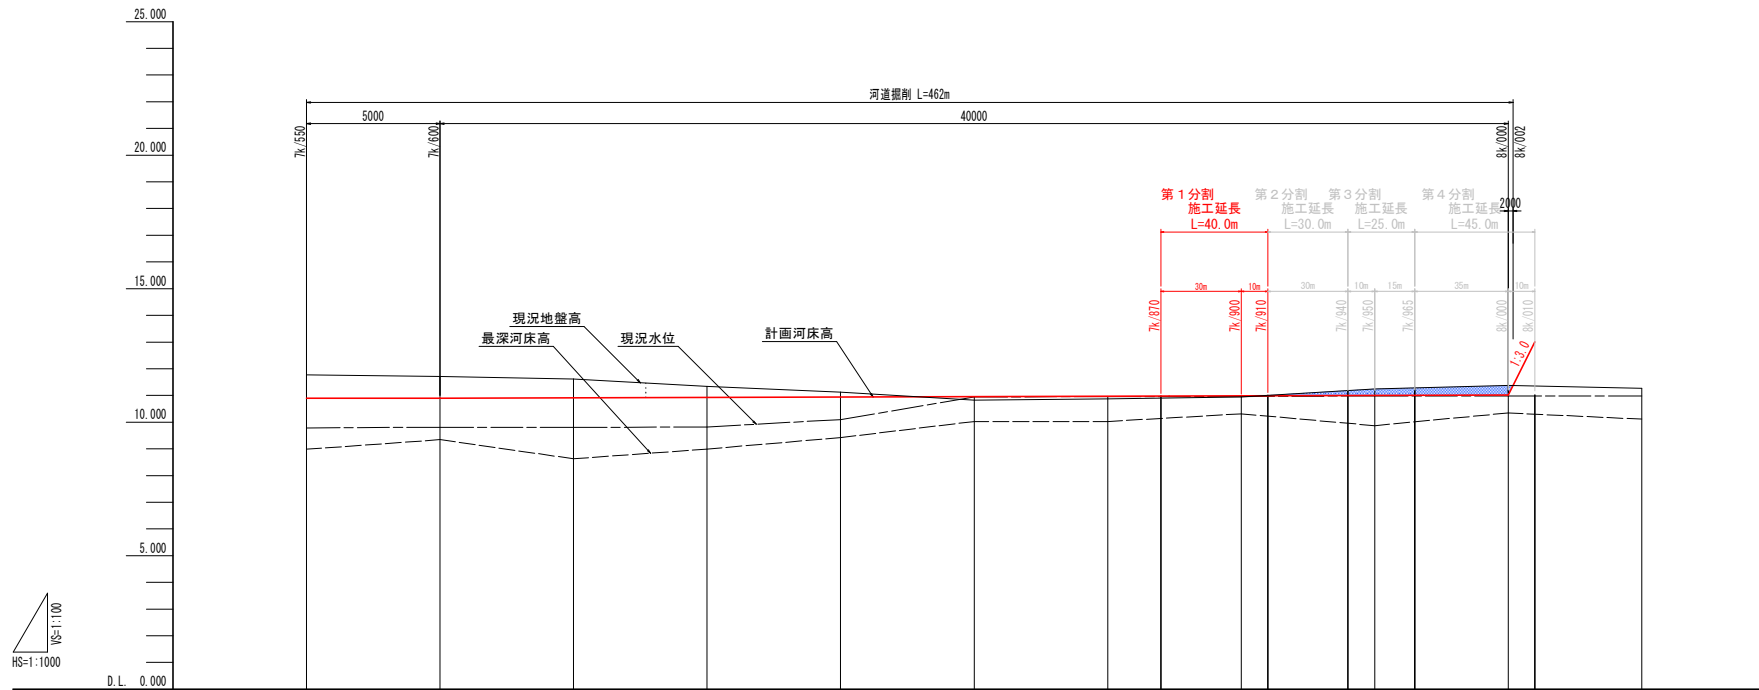 25.000
河道掘削 L=462m
5000
40000
7k/550
7k/600
8k/000
8k/002
20.000
第１分割
施工延長
L=40.0m
第２分割
施工延長
L=30.0m
第３分割
施工延長
L=25.0m
第４分割
施工延長
L=45.0m
2000
15.000
30m
10m
30m
10m
15m
35m
10m
7k/870
7k/900
7k/910
7k/940
7k/950
7k/965
8k/000
8k/010
現況地盤高
最深河床高
現況水位
計画河床高
1:3.0
10.000
5.000
VS=1:100
HS=1:1000
D.L. 0.000